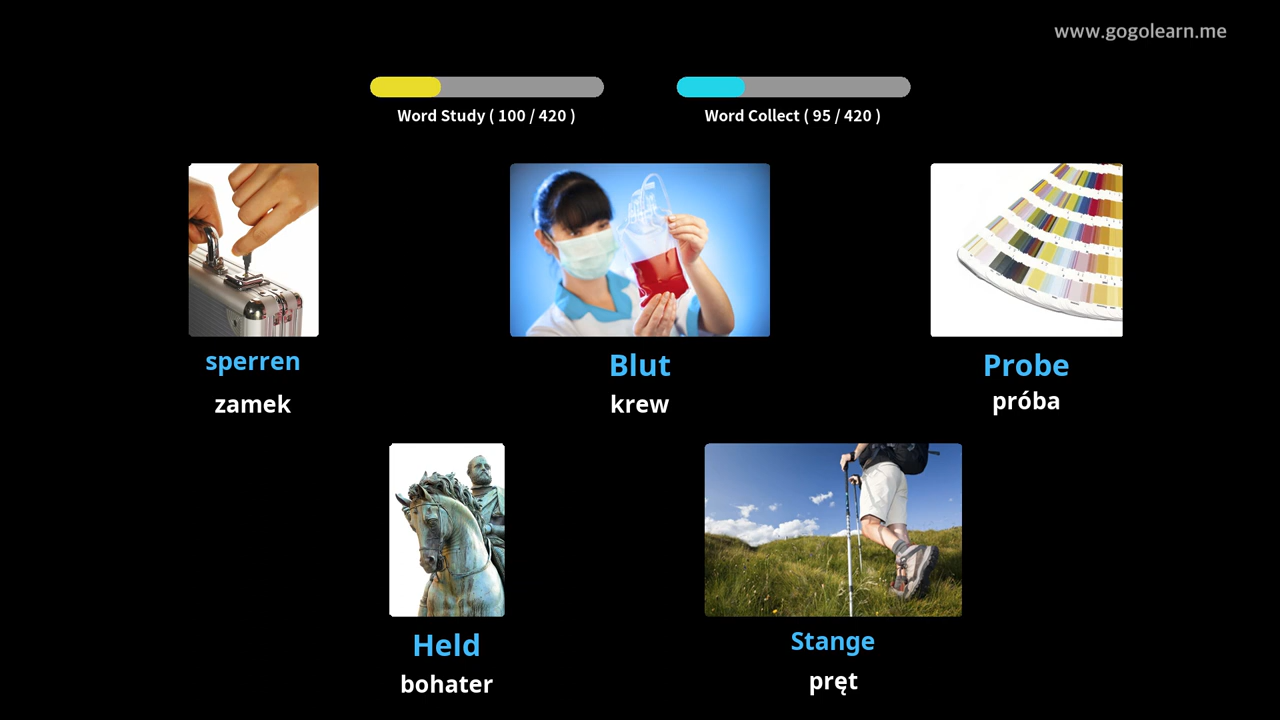 www.gogolearn.me
Word Study ( 100 / 420 )
Word Collect ( 95 / 420 )
sperren
zamek
Blut
krew
Probe
próba
Held
bohater
Stange
pręt